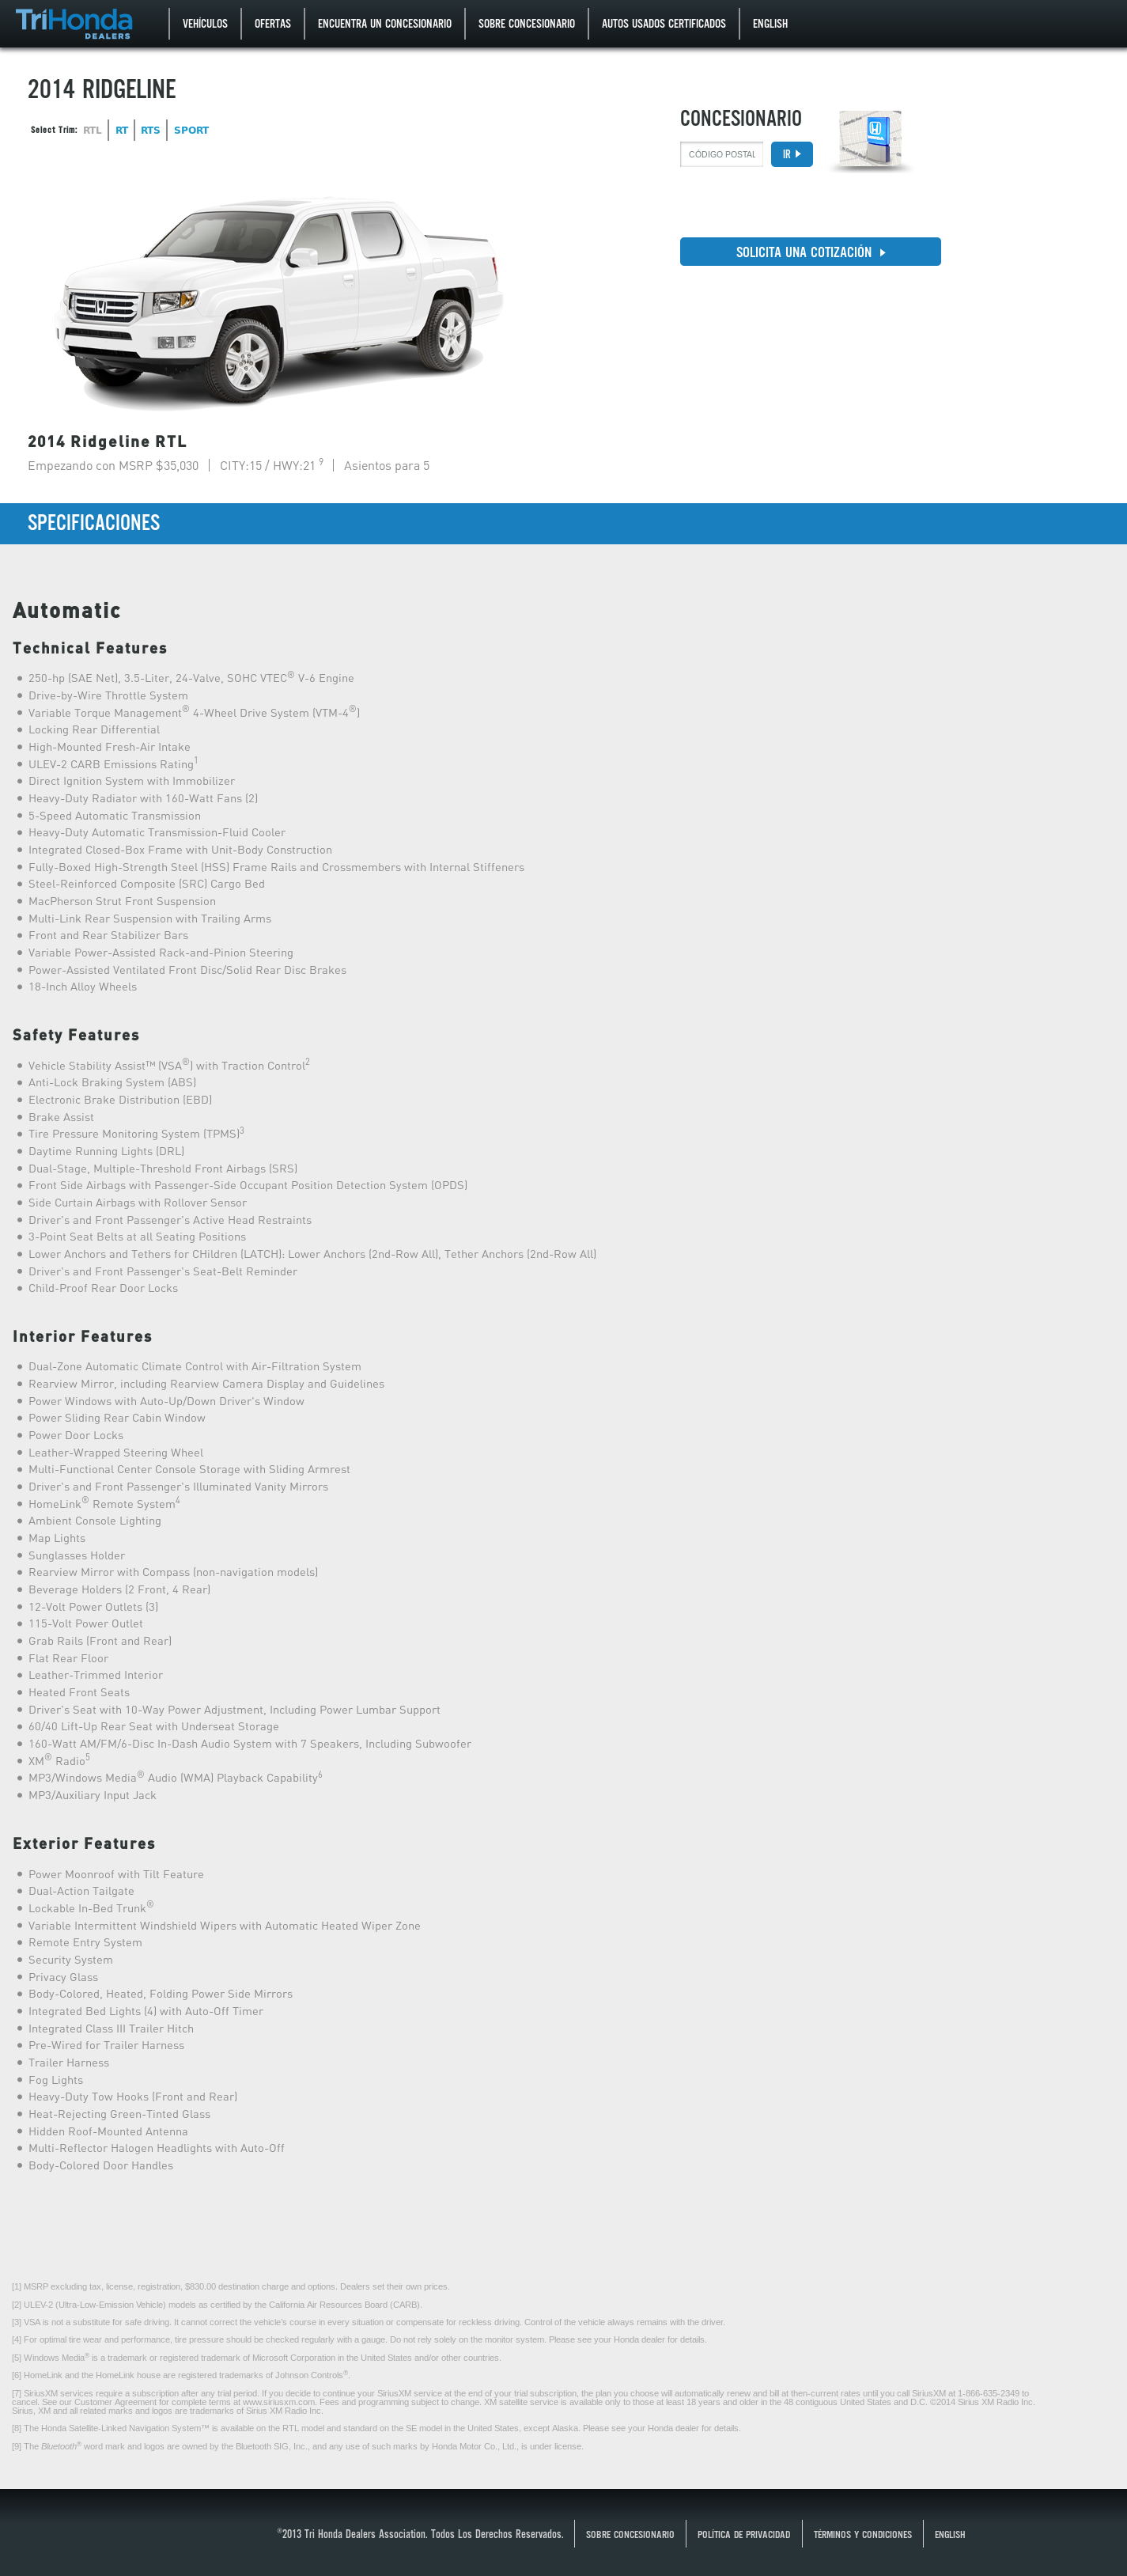 TriHonda
DEALERS
VEHÍCULOS
OFERTAS
ENCUENTRA UN CONCESIONARIO
SOBRE CONCESIONARIO
AUTOS USADOS CERTIFICADOS
ENGLISH
2014 RIDGELINE
Select Trim: RTL RT RTS SPORT
CONCESIONARIO
CÓDIGO POSTAL
IR
SOLICITA UNA COTIZACIÓN
2014 Ridgeline RTL
Empezando con MSRP $35,030 | CITY:15 / HWY:21 9 | Asientos para 5
SPECIFICACIONES
Automatic
Technical Features
250-hp (SAE Net), 3.5-Liter, 24-Valve, SOHC VTEC® V-6 Engine
Drive-by-Wire Throttle System
Variable Torque Management® 4-Wheel Drive System (VTM-4®)
Locking Rear Differential
High-Mounted Fresh-Air Intake
ULEV-2 CARB Emissions Rating1
Direct Ignition System with Immobilizer
Heavy-Duty Radiator with 160-Watt Fans (2)
5-Speed Automatic Transmission
Heavy-Duty Automatic Transmission-Fluid Cooler
Integrated Closed-Box Frame with Unit-Body Construction
Fully-Boxed High-Strength Steel (HSS) Frame Rails and Crossmembers with Internal Stiffeners
Steel-Reinforced Composite (SRC) Cargo Bed
MacPherson Strut Front Suspension
Multi-Link Rear Suspension with Trailing Arms
Front and Rear Stabilizer Bars
Variable Power-Assisted Rack-and-Pinion Steering
Power-Assisted Ventilated Front Disc/Solid Rear Disc Brakes
18-Inch Alloy Wheels
Safety Features
Vehicle Stability Assist™ (VSA®) with Traction Control2
Anti-Lock Braking System (ABS)
Electronic Brake Distribution (EBD)
Brake Assist
Tire Pressure Monitoring System (TPMS)3
Daytime Running Lights (DRL)
Dual-Stage, Multiple-Threshold Front Airbags (SRS)
Front Side Airbags with Passenger-Side Occupant Position Detection System (OPDS)
Side Curtain Airbags with Rollover Sensor
Driver's and Front Passenger's Active Head Restraints
3-Point Seat Belts at all Seating Positions
Lower Anchors and Tethers for CHildren (LATCH): Lower Anchors (2nd-Row All), Tether Anchors (2nd-Row All)
Driver's and Front Passenger's Seat-Belt Reminder
Child-Proof Rear Door Locks
Interior Features
Dual-Zone Automatic Climate Control with Air-Filtration System
Rearview Mirror, including Rearview Camera Display and Guidelines
Power Windows with Auto-Up/Down Driver's Window
Power Sliding Rear Cabin Window
Power Door Locks
Leather-Wrapped Steering Wheel
Multi-Functional Center Console Storage with Sliding Armrest
Driver's and Front Passenger's Illuminated Vanity Mirrors
HomeLink® Remote System4
Ambient Console Lighting
Map Lights
Sunglasses Holder
Rearview Mirror with Compass (non-navigation models)
Beverage Holders (2 Front, 4 Rear)
12-Volt Power Outlets (3)
115-Volt Power Outlet
Grab Rails (Front and Rear)
Flat Rear Floor
Leather-Trimmed Interior
Heated Front Seats
Driver's Seat with 10-Way Power Adjustment, Including Power Lumbar Support
60/40 Lift-Up Rear Seat with Underseat Storage
160-Watt AM/FM/6-Disc In-Dash Audio System with 7 Speakers, Including Subwoofer
XM® Radio5
MP3/Windows Media® Audio (WMA) Playback Capability6
MP3/Auxiliary Input Jack
Exterior Features
Power Moonroof with Tilt Feature
Dual-Action Tailgate
Lockable In-Bed Trunk®
Variable Intermittent Windshield Wipers with Automatic Heated Wiper Zone
Remote Entry System
Security System
Privacy Glass
Body-Colored, Heated, Folding Power Side Mirrors
Integrated Bed Lights (4) with Auto-Off Timer
Integrated Class III Trailer Hitch
Pre-Wired for Trailer Harness
Trailer Harness
Fog Lights
Heavy-Duty Tow Hooks (Front and Rear)
Heat-Rejecting Green-Tinted Glass
Hidden Roof-Mounted Antenna
Multi-Reflector Halogen Headlights with Auto-Off
Body-Colored Door Handles
[1] MSRP excluding tax, license, registration, $830.00 destination charge and options. Dealers set their own prices.
[2] ULEV-2 (Ultra-Low-Emission Vehicle) models as certified by the California Air Resources Board (CARB).
[3] VSA is not a substitute for safe driving. It cannot correct the vehicle's course in every situation or compensate for reckless driving. Control of the vehicle always remains with the driver.
[4] For optimal tire wear and performance, tire pressure should be checked regularly with a gauge. Do not rely solely on the monitor system. Please see your Honda dealer for details.
[5] Windows Media® is a trademark or registered trademark of Microsoft Corporation in the United States and/or other countries.
[6] HomeLink and the HomeLink house are registered trademarks of Johnson Controls®.
[7] SiriusXM services require a subscription after any trial period. If you decide to continue your SiriusXM service at the end of your trial subscription, the plan you choose will automatically renew and bill at then-current rates until you call SiriusXM at 1-866-635-2349 to
cancel. See our Customer Agreement for complete terms at www.siriusxm.com. Fees and programming subject to change. XM satellite service is available only to those at least 18 years and older in the 48 contiguous United States and D.C. ©2014 Sirius XM Radio Inc.
Sirius, XM and all related marks and logos are trademarks of Sirius XM Radio Inc.
[8] The Honda Satellite-Linked Navigation System™ is available on the RTL model and standard on the SE model in the United States, except Alaska. Please see your Honda dealer for details.
[9] The Bluetooth® word mark and logos are owned by the Bluetooth SIG, Inc., and any use of such marks by Honda Motor Co., Ltd., is under license.
©2013 Tri Honda Dealers Association. Todos Los Derechos Reservados.
SOBRE CONCESIONARIO
POLÍTICA DE PRIVACIDAD
TÉRMINOS Y CONDICIONES
ENGLISH